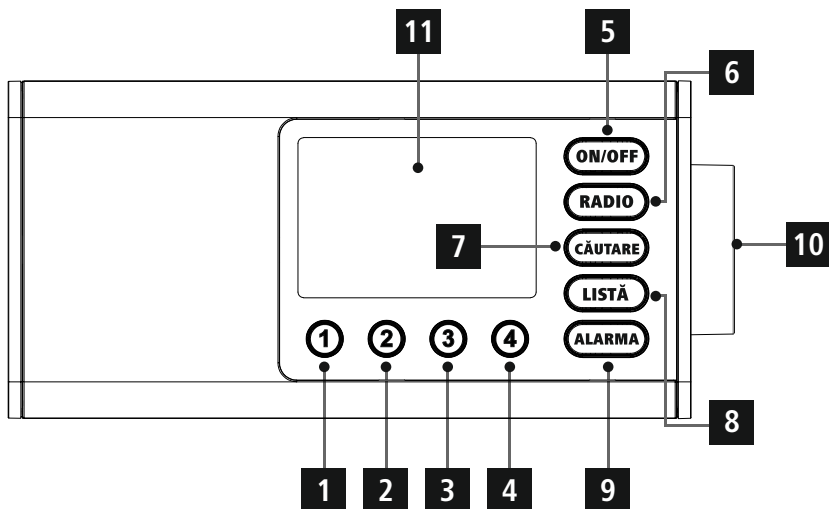 11
5
6
ON/OFF
RADIO
7
CĂUTARE
10
LISTĂ
1 2 3 4
ALARMA
8
1 2 3 4 9